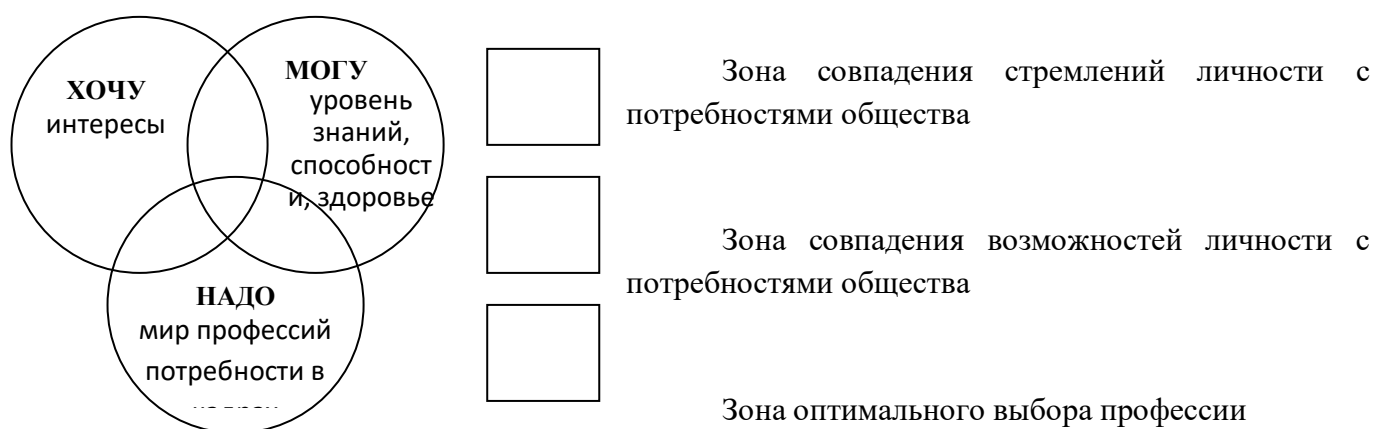 ХОЧУ
интересы
МОГУ
уровень
знаний,
способност
и, здоровье
НАДО
мир профессий
потребности в
Зона совпадения стремлений личности с
потребностями общества
Зона совпадения возможностей личности с
потребностями общества
Зона оптимального выбора профессии